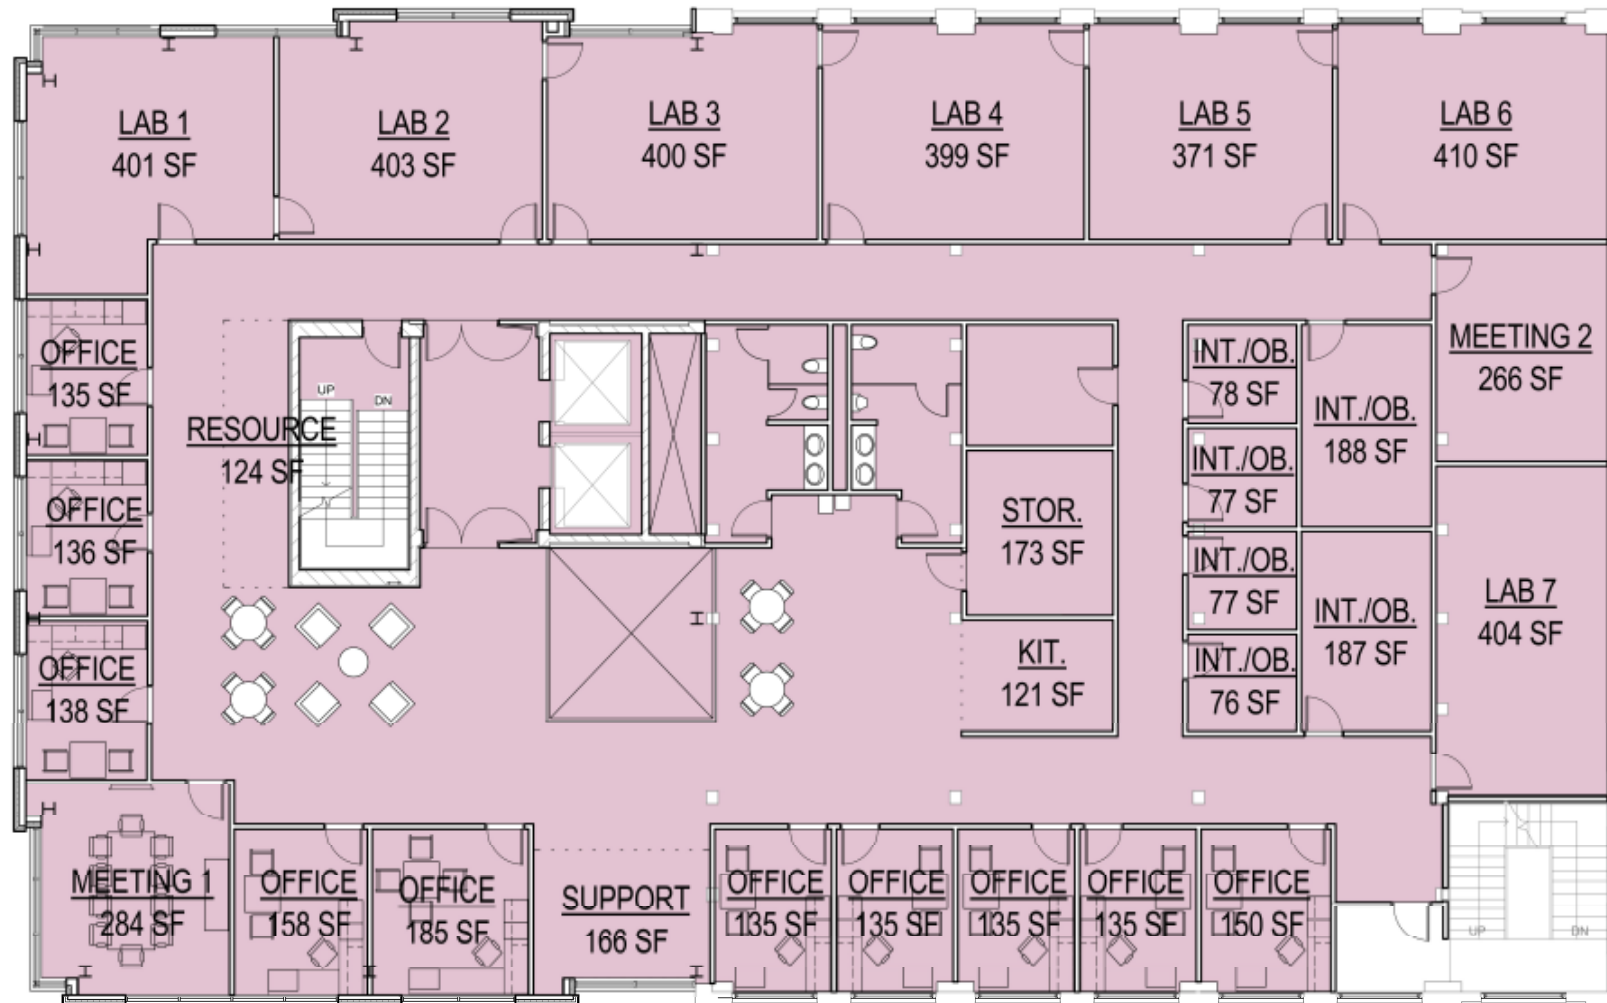 LAB 1
401 SF
LAB 2
403 SF
LAB 3
400 SF
LAB 4
399 SF
LAB 5
371 SF
LAB 6
410 SF
OFFICE
135 SF
RESOURCE
124 SF
UP
DN
INT./OB.
78 SF
INT./OB.
188 SF
MEETING 2
266 SF
OFFICE
136 SF
STOR.
173 SF
INT./OB.
77 SF
INT./OB.
77 SF
INT./OB.
187 SF
LAB 7
404 SF
OFFICE
138 SF
KIT.
121 SF
INT./OB.
76 SF
MEETING 1
284 SF
OFFICE
158 SF
OFFICE
185 SF
SUPPORT
166 SF
OFFICE
135 SF
OFFICE
135 SF
OFFICE
135 SF
OFFICE
135 SF
OFFICE
150 SF
UP
DN